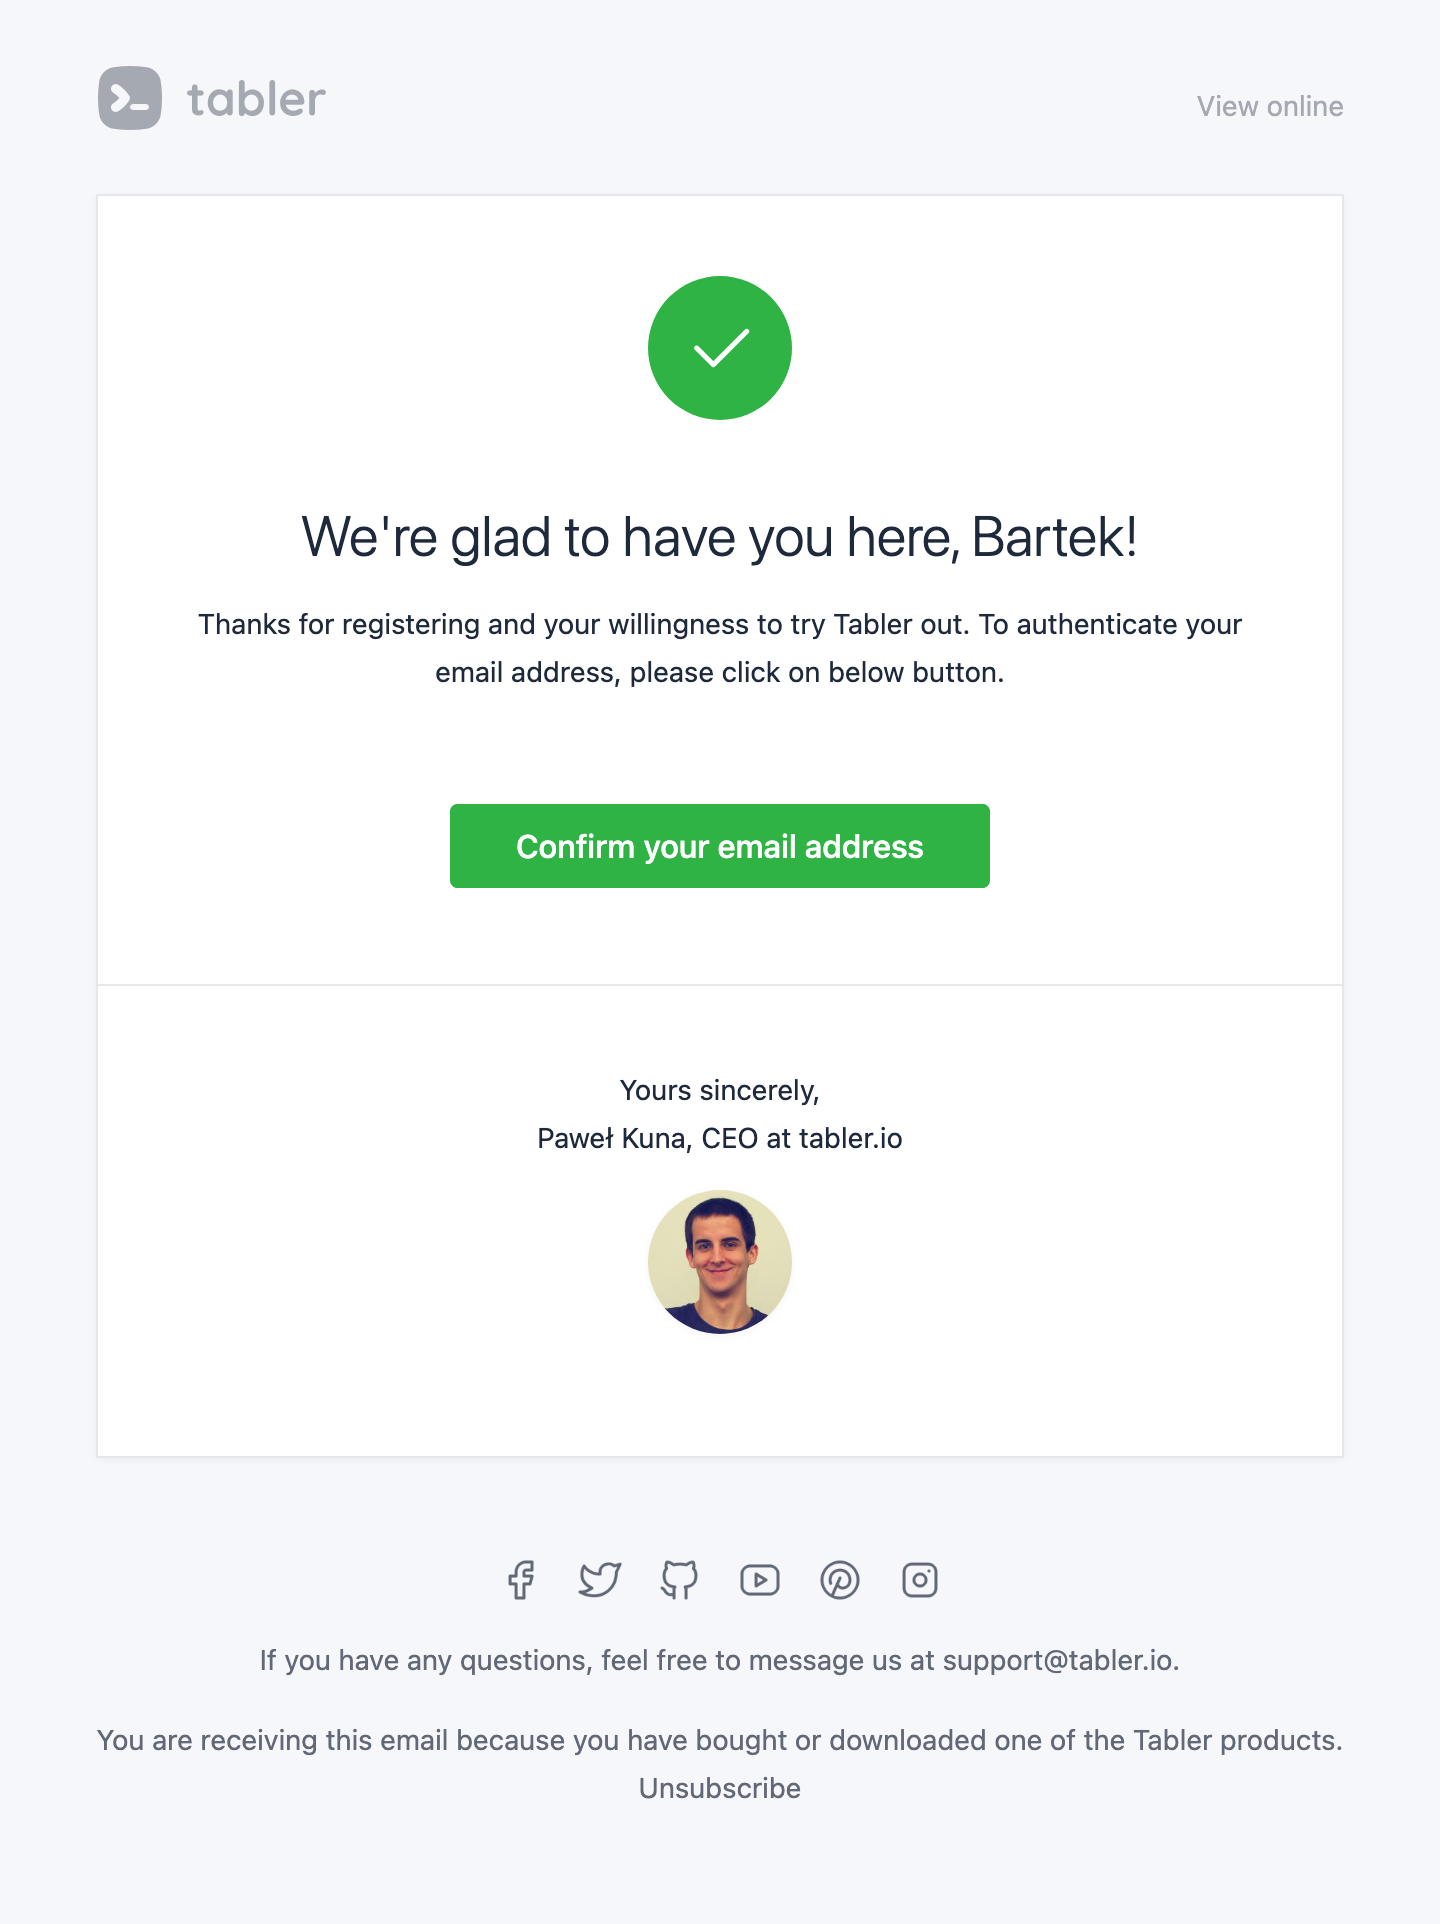 tabler
View online
We're glad to have you here, Bartek!
Thanks for registering and your willingness to try Tabler out. To authenticate your
email address, please click on below button.
Confirm your email address
Yours sincerely,
Paweł Kuna, CEO at tabler.io
If you have any questions, feel free to message us at support@tabler.io.
You are receiving this email because you have bought or downloaded one of the Tabler products.
Unsubscribe